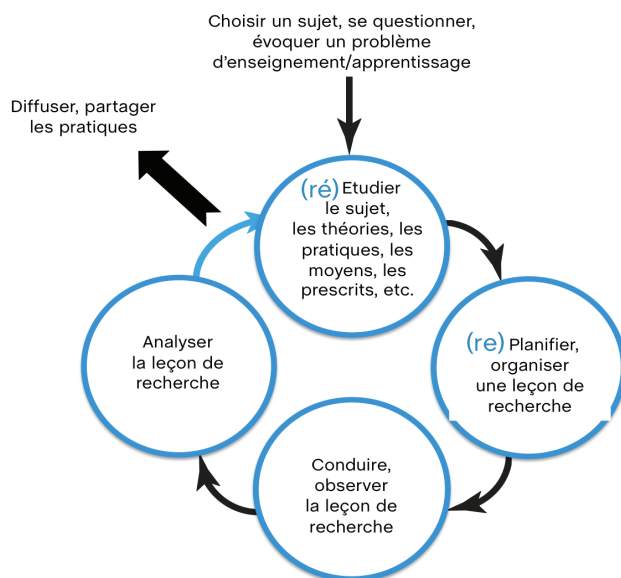 Choisir un sujet, se questionner,
évoquer un problème
d’enseignement/apprentissage
Diffuser, partager
les pratiques
(ré) Etudier
le sujet,
les théories, les
pratiques, les
moyens, les
prescrits, etc.
(re) Planifier,
organiser
une leçon de
recherche
Conduire,
observer
la leçon de
recherche
Analyser
la leçon de
recherche